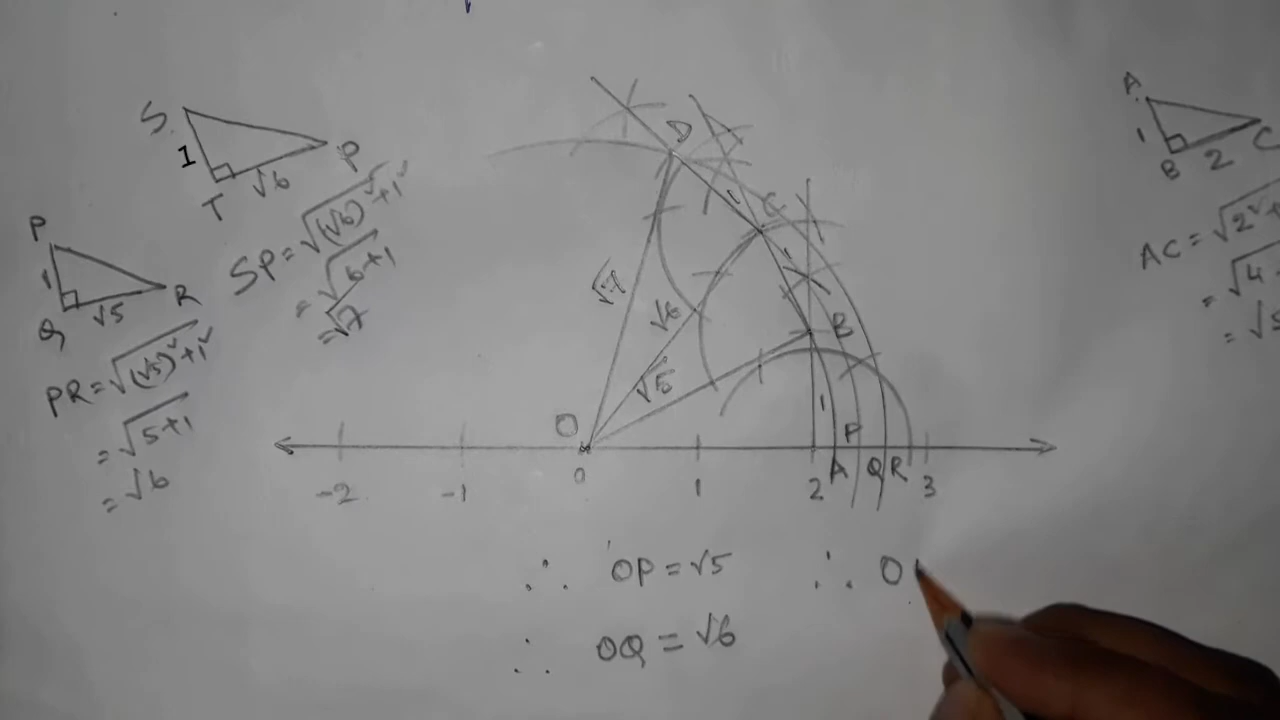 S
1
T
√6
P
SP = √(√6)² + 1²
= √6+1
= √7
P
1
Q
√5
R
PR = √(√5)² + 1²
= √5+1
= √6
A
1
B
2
C
AC = √2² +
= √4
D
1
C
1
B
√7
√6
√5
1
O
P
A
Q
R
-2 -1 0 1 2 3
∴ OP = √5
∴ O
∴ OQ = √6